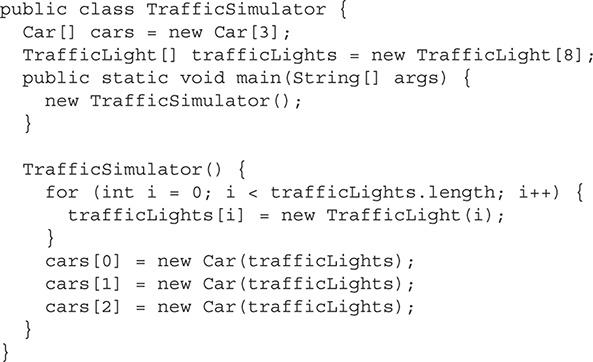 public class TrafficSimulator {
  Car[] cars = new Car[3];
  TrafficLight[] trafficLights = new TrafficLight[8];
  public static void main(String[] args) {
    new TrafficSimulator();
  }

  TrafficSimulator() {
    for (int i = 0; i < trafficLights.length; i++) {
      trafficLights[i] = new TrafficLight(i);
    }
    cars[0] = new Car(trafficLights);
    cars[1] = new Car(trafficLights);
    cars[2] = new Car(trafficLights);
  }
}